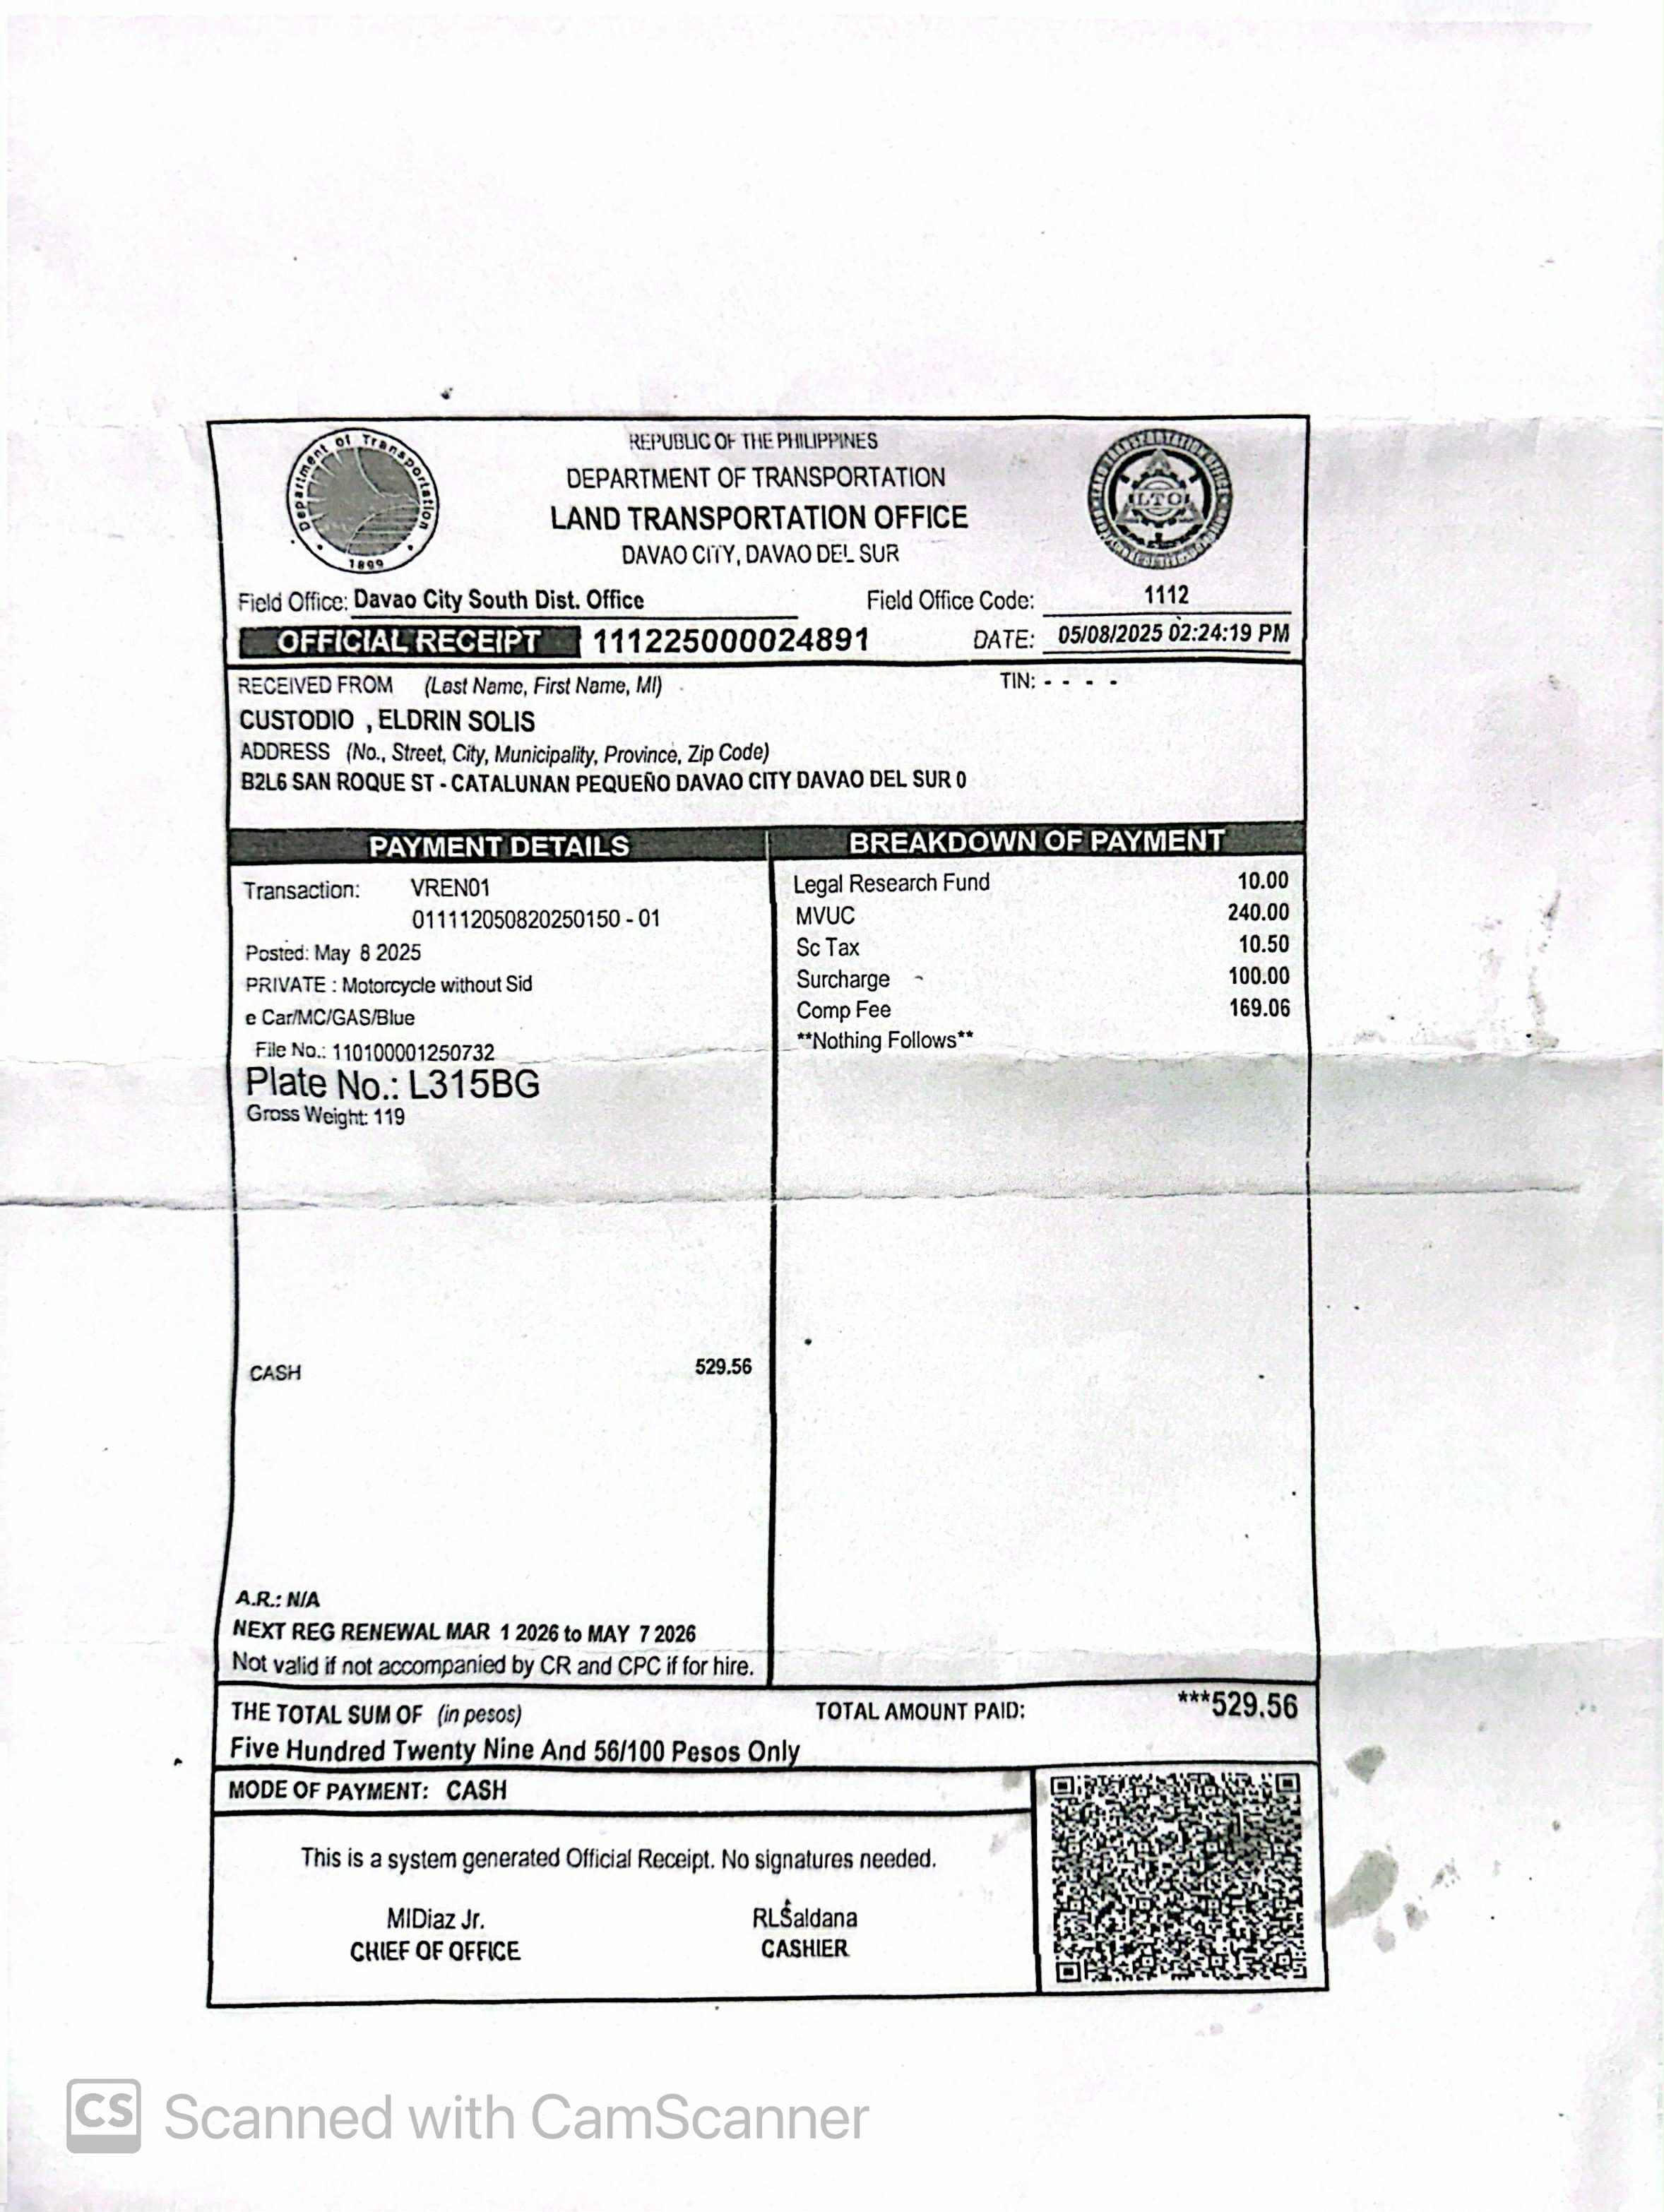 Department of Transportation
1899
REPUBLIC OF THE PHILIPPINES
DEPARTMENT OF TRANSPORTATION
LAND TRANSPORTATION OFFICE
DAVAO CITY, DAVAO DEL SUR
LTO
Field Office: Davao City South Dist. Office
Field Office Code: 1112
OFFICIAL RECEIPT 111225000024891
DATE: 05/08/2025 02:24:19 PM
RECEIVED FROM (Last Name, First Name, MI)
TIN: - - - -
CUSTODIO , ELDRIN SOLIS
ADDRESS (No., Street, City, Municipality, Province, Zip Code)
B2L6 SAN ROQUE ST - CATALUNAN PEQUEÑO DAVAO CITY DAVAO DEL SUR 0
PAYMENT DETAILS
Transaction: VREN01
011112050820250150 - 01
Posted: May 8 2025
PRIVATE : Motorcycle without Sid
e Car/MC/GAS/Blue
File No.: 110100001250732
Plate No.: L315BG
Gross Weight: 119
CASH 529.56
A.R.: N/A
NEXT REG RENEWAL MAR 1 2026 to MAY 7 2026
Not valid if not accompanied by CR and CPC if for hire.
BREAKDOWN OF PAYMENT
Legal Research Fund 10.00
MVUC 240.00
Sc Tax 10.50
Surcharge 100.00
Comp Fee 169.06
**Nothing Follows**
THE TOTAL SUM OF (in pesos)
TOTAL AMOUNT PAID: ***529.56
Five Hundred Twenty Nine And 56/100 Pesos Only
MODE OF PAYMENT: CASH
This is a system generated Official Receipt. No signatures needed.
MIDiaz Jr.
CHIEF OF OFFICE
RLSaldana
CASHIER
CS Scanned with CamScanner